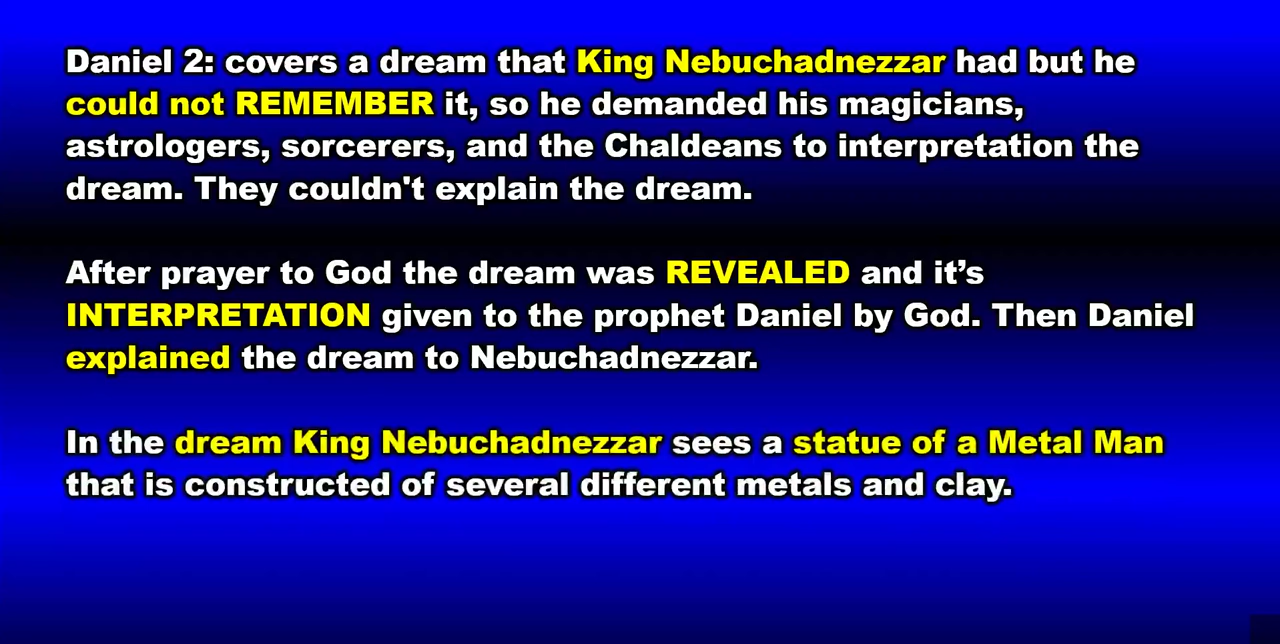 Daniel 2: covers a dream that King Nebuchadnezzar had but he
could not REMEMBER it, so he demanded his magicians,
astrologers, sorcerers, and the Chaldeans to interpretation the
dream. They couldn't explain the dream.
After prayer to God the dream was REVEALED and it’s
INTERPRETATION given to the prophet Daniel by God. Then Daniel
explained the dream to Nebuchadnezzar.
In the dream King Nebuchadnezzar sees a statue of a Metal Man
that is constructed of several different metals and clay.